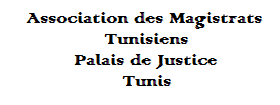 Association des Magistrats
Tunisiens
Palais de Justice
Tunis